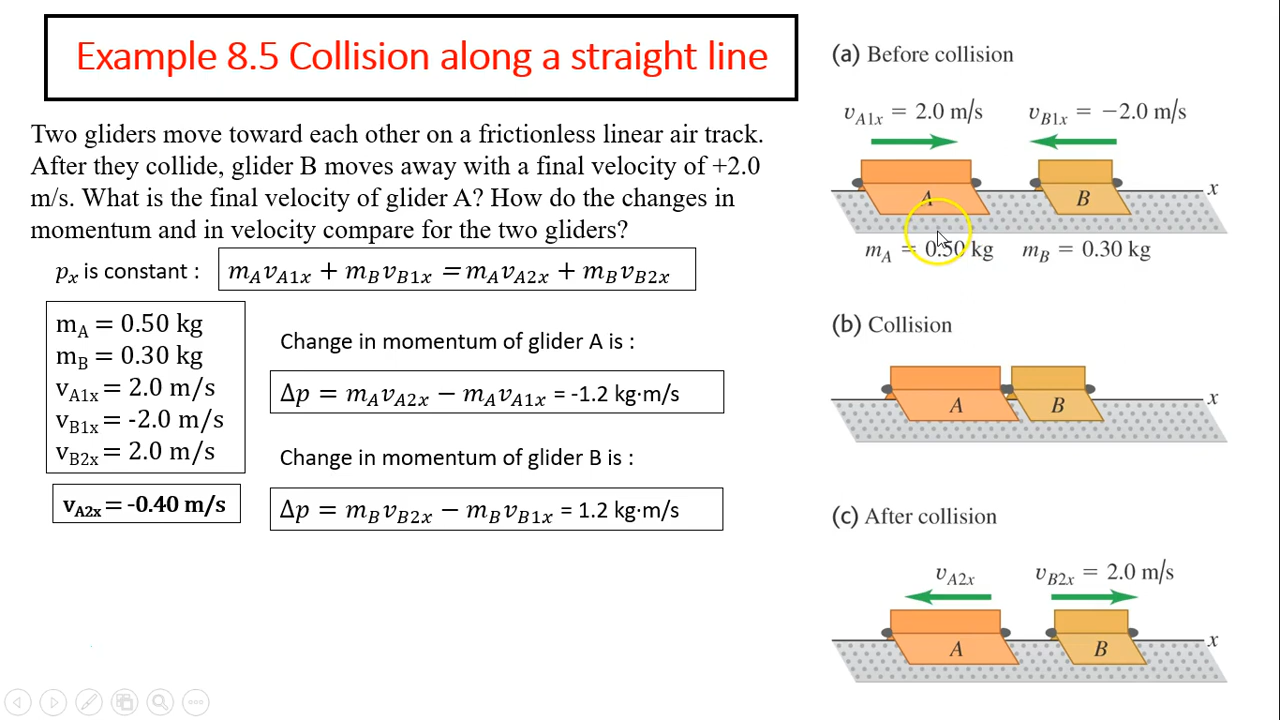 Example 8.5 Collision along a straight line
Two gliders move toward each other on a frictionless linear air track.
After they collide, glider B moves away with a final velocity of +2.0
m/s. What is the final velocity of glider A? How do the changes in
momentum and in velocity compare for the two gliders?
pₓ is constant : m_A v_A1x + m_B v_B1x = m_A v_A2x + m_B v_B2x
m_A = 0.50 kg
m_B = 0.30 kg
v_A1x = 2.0 m/s
v_B1x = -2.0 m/s
v_B2x = 2.0 m/s
v_A2x = -0.40 m/s
Change in momentum of glider A is :
Δp = m_A v_A2x − m_A v_A1x = -1.2 kg·m/s
Change in momentum of glider B is :
Δp = m_B v_B2x − m_B v_B1x = 1.2 kg·m/s
(a) Before collision
v_A1x = 2.0 m/s v_B1x = −2.0 m/s
A B x
m_A = 0.50 kg m_B = 0.30 kg
(b) Collision
A B x
(c) After collision
v_A2x v_B2x = 2.0 m/s
A B x